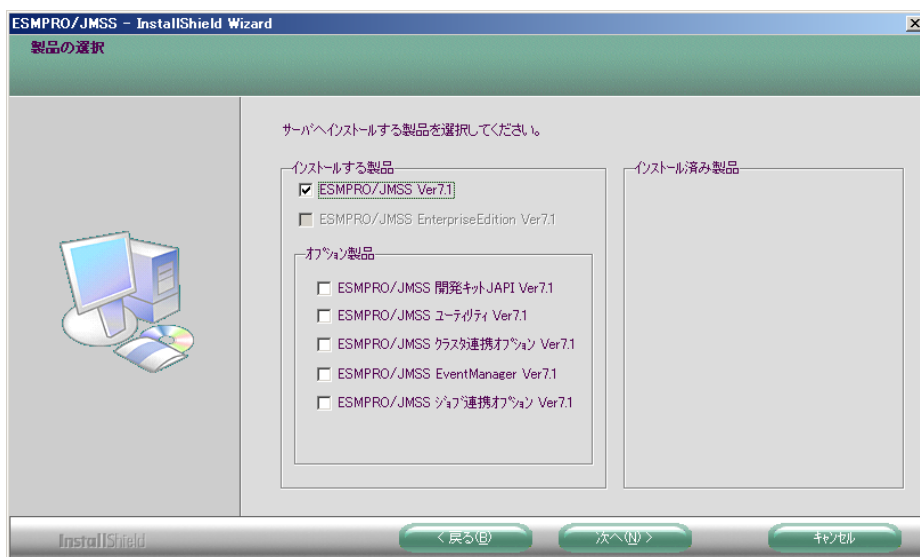 ESMPRO/JMSS - InstallShield Wizard
製品の選択
サーバへインストールする製品を選択してください。
インストールする製品
ESMPRO/JMSS Ver7.1
ESMPRO/JMSS EnterpriseEdition Ver7.1
オプション製品
ESMPRO/JMSS 開発キットJAPI Ver7.1
ESMPRO/JMSS ユーティリティ Ver7.1
ESMPRO/JMSS クラスタ連携オプション Ver7.1
ESMPRO/JMSS EventManager Ver7.1
ESMPRO/JMSS ジョブ連携オプション Ver7.1
インストール済み製品
InstallShield
< 戻る(B)
次へ(N) >
キャンセル